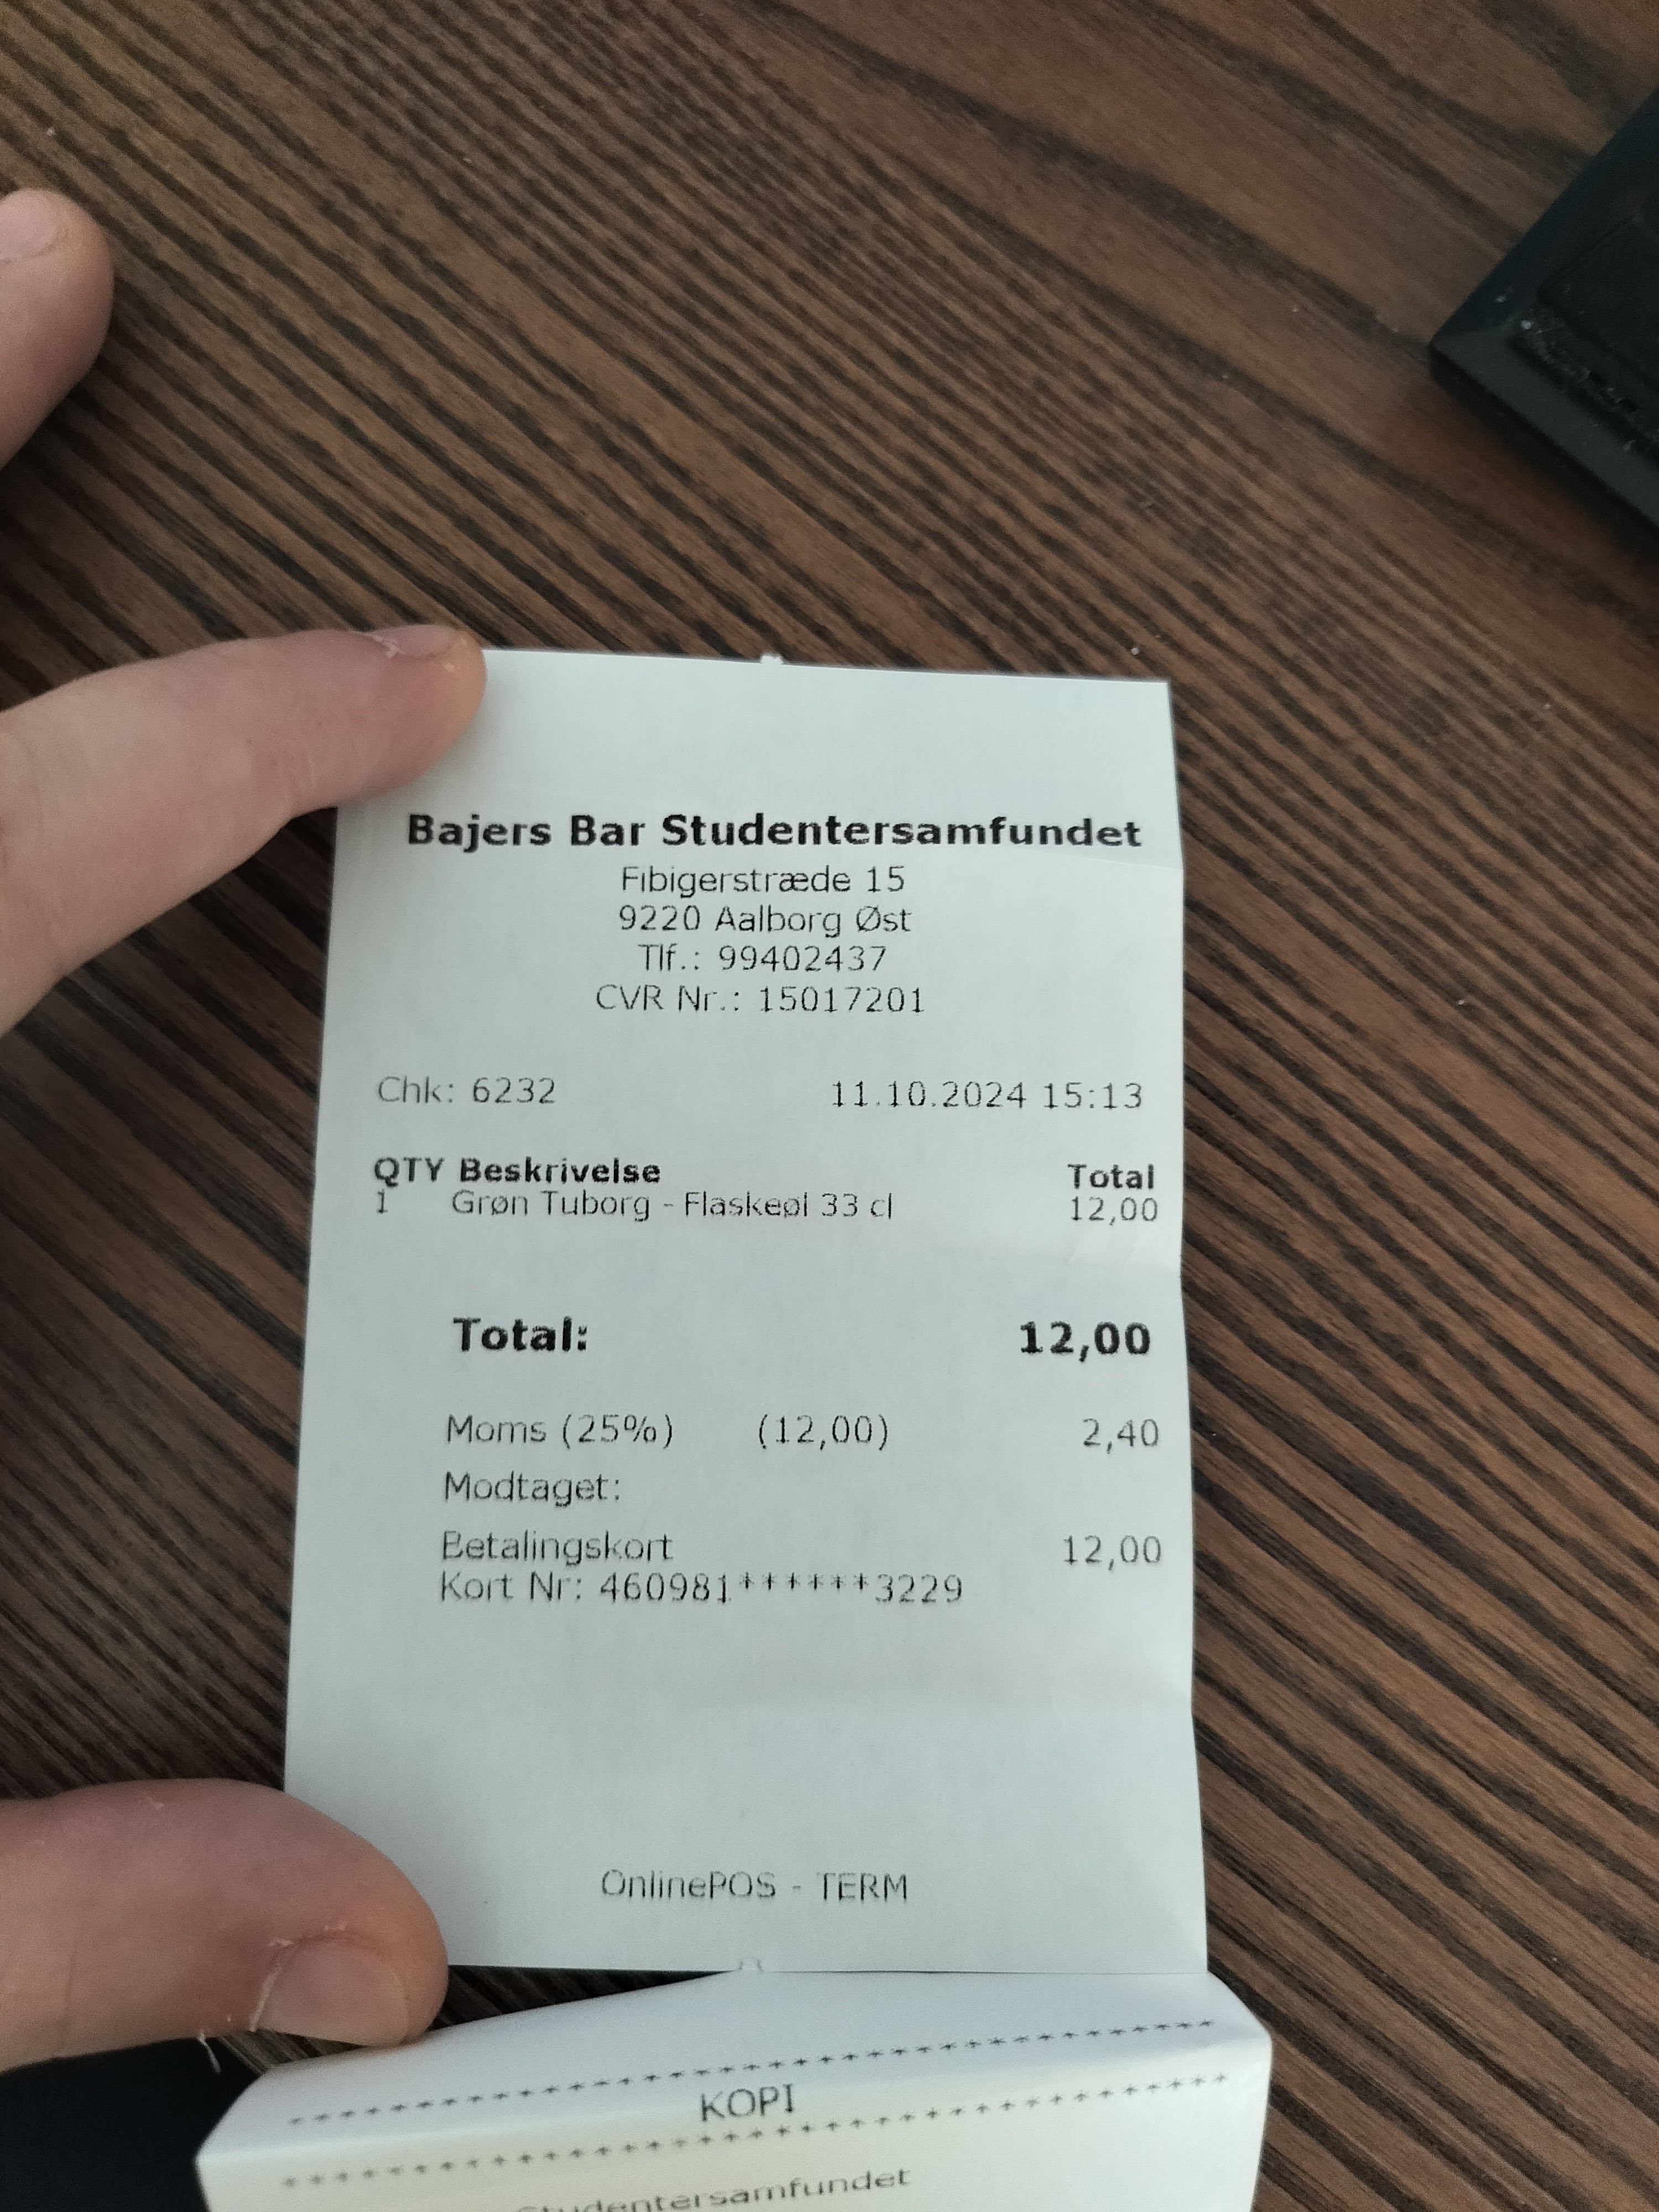 Bajers Bar Studentersamfundet
Fibigerstræde 15
9220 Aalborg Øst
Tlf.: 99402437
CVR Nr.: 15017201
Chk: 6232 11.10.2024 15:13
QTY Beskrivelse Total
1 Grøn Tuborg - Flaskeøl 33 cl 12,00
Total: 12,00
Moms (25%) (12,00) 2,40
Modtaget:
Betalingskort 12,00
Kort Nr: 460981******3229
OnlinePOS - TERM
KOPI
Studentersamfundet